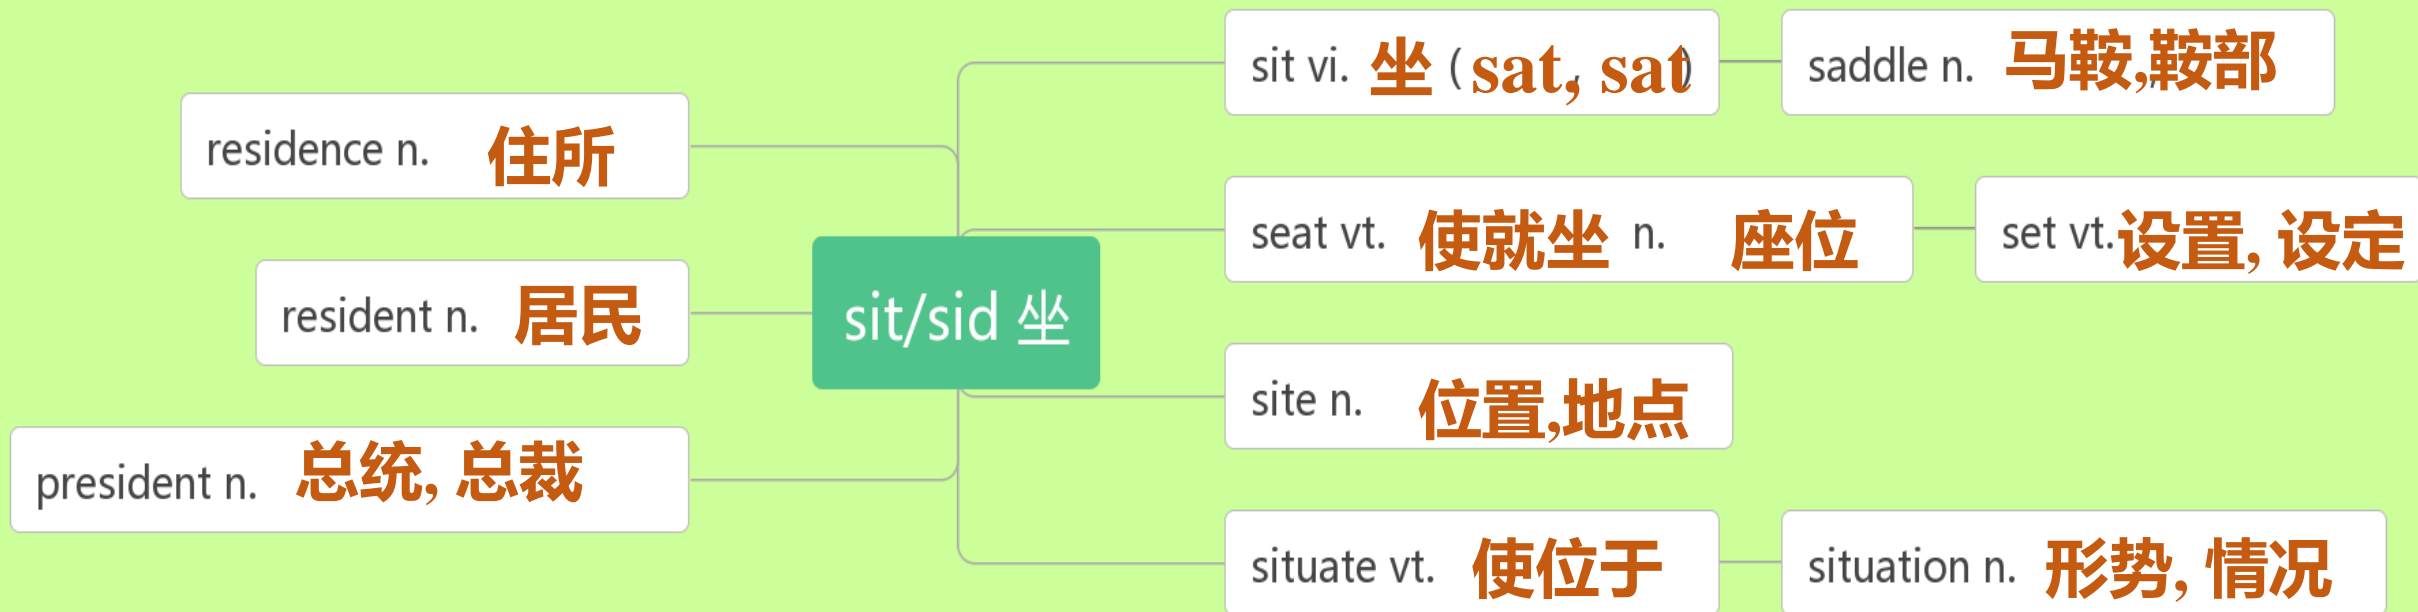 sit vi. 坐 ( sat, sat )
saddle n. 马鞍,鞍部
residence n. 住所
seat vt. 使就坐 n. 座位
set vt.设置, 设定
resident n. 居民
sit/sid 坐
site n. 位置,地点
president n. 总统, 总裁
situate vt. 使位于
situation n. 形势, 情况